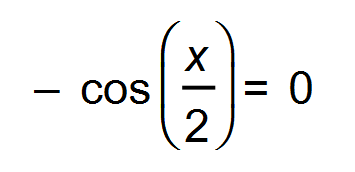 − cos(x/2) = 0